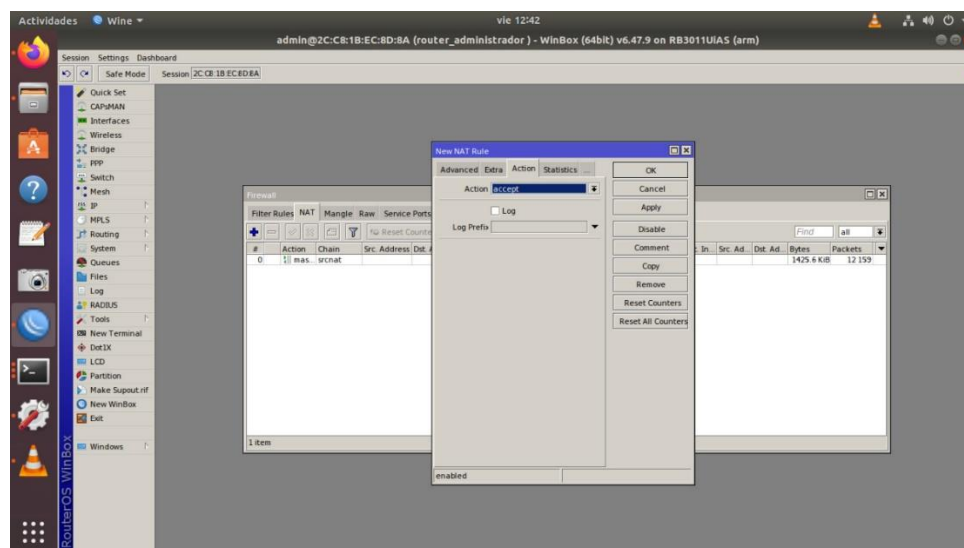 Actividades Wine vie 12:42
admin@2C:C8:1B:EC:8D:8A (router_administrador ) - WinBox (64bit) v6.47.9 on RB3011UiAS (arm)
Session Settings Dashboard
Safe Mode Session 2C:C8:1B:EC:8D:8A
Quick Set
CAPsMAN
Interfaces
Wireless
Bridge
PPP
Switch
Mesh
IP
MPLS
Routing
System
Queues
Files
Log
RADIUS
Tools
New Terminal
Dot1X
LCD
Partition
Make Supout.rif
New WinBox
Exit
Windows
RouterOS WinBox
Firewall
Filter Rules NAT Mangle Raw Service Ports
Reset Counte
Find all
# Action Chain Src. Address Dst. A In... Src. Ad... Dst. Ad... Bytes Packets
0 mas... srcnat 1425.6 KiB 12 159
1 item
New NAT Rule
Advanced Extra Action Statistics ...
Action accept
Log
Log Prefix
OK
Cancel
Apply
Disable
Comment
Copy
Remove
Reset Counters
Reset All Counters
enabled